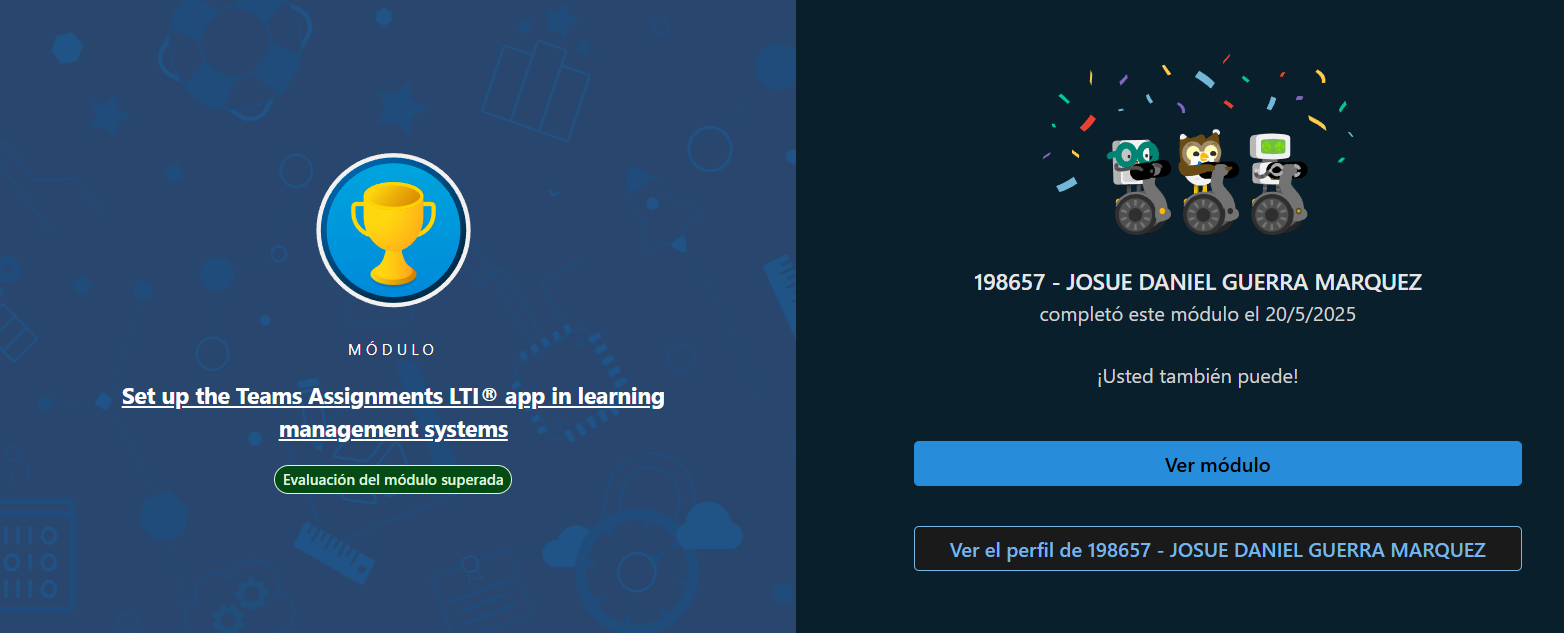 MÓDULO
Set up the Teams Assignments LTI® app in learning
management systems
Evaluación del módulo superada
198657 - JOSUE DANIEL GUERRA MARQUEZ
completó este módulo el 20/5/2025
¡Usted también puede!
Ver módulo
Ver el perfil de 198657 - JOSUE DANIEL GUERRA MARQUEZ